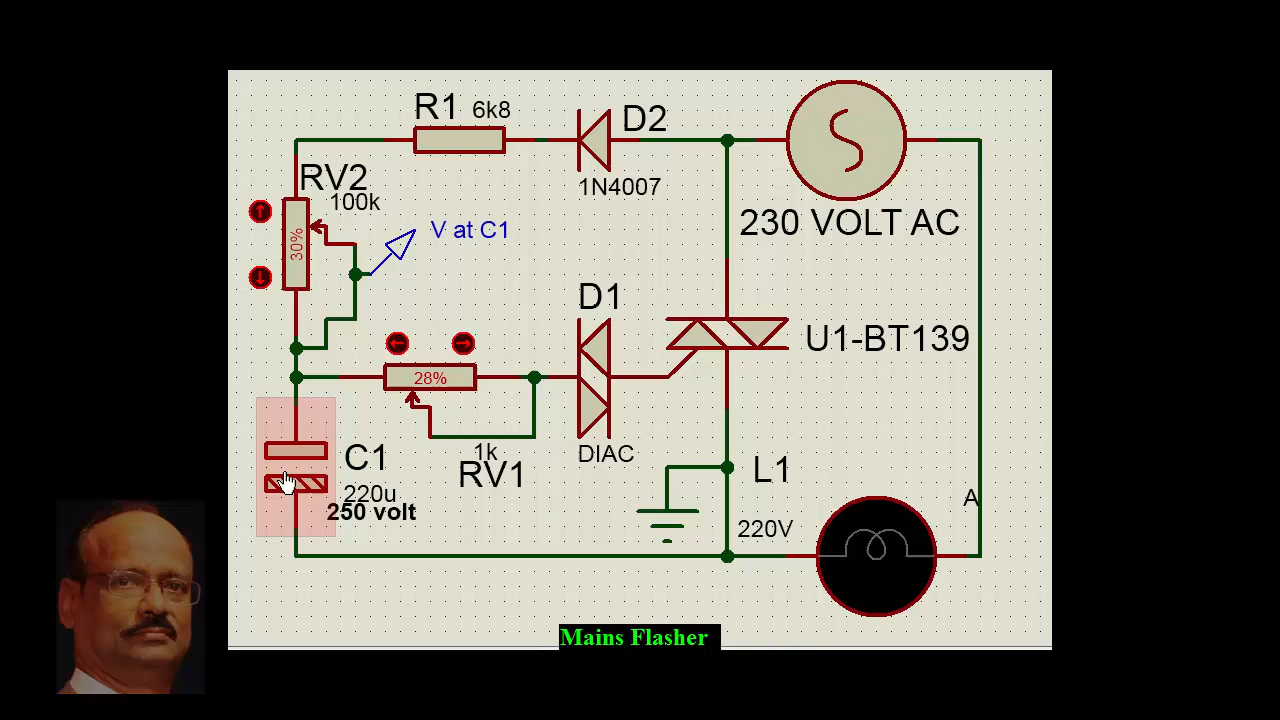 R1 6k8
D2
1N4007
230 VOLT AC
RV2
100k
30%
V at C1
D1
U1-BT139
28%
1k
RV1
DIAC
C1
220u
250 volt
L1
220V
A
Mains Flasher